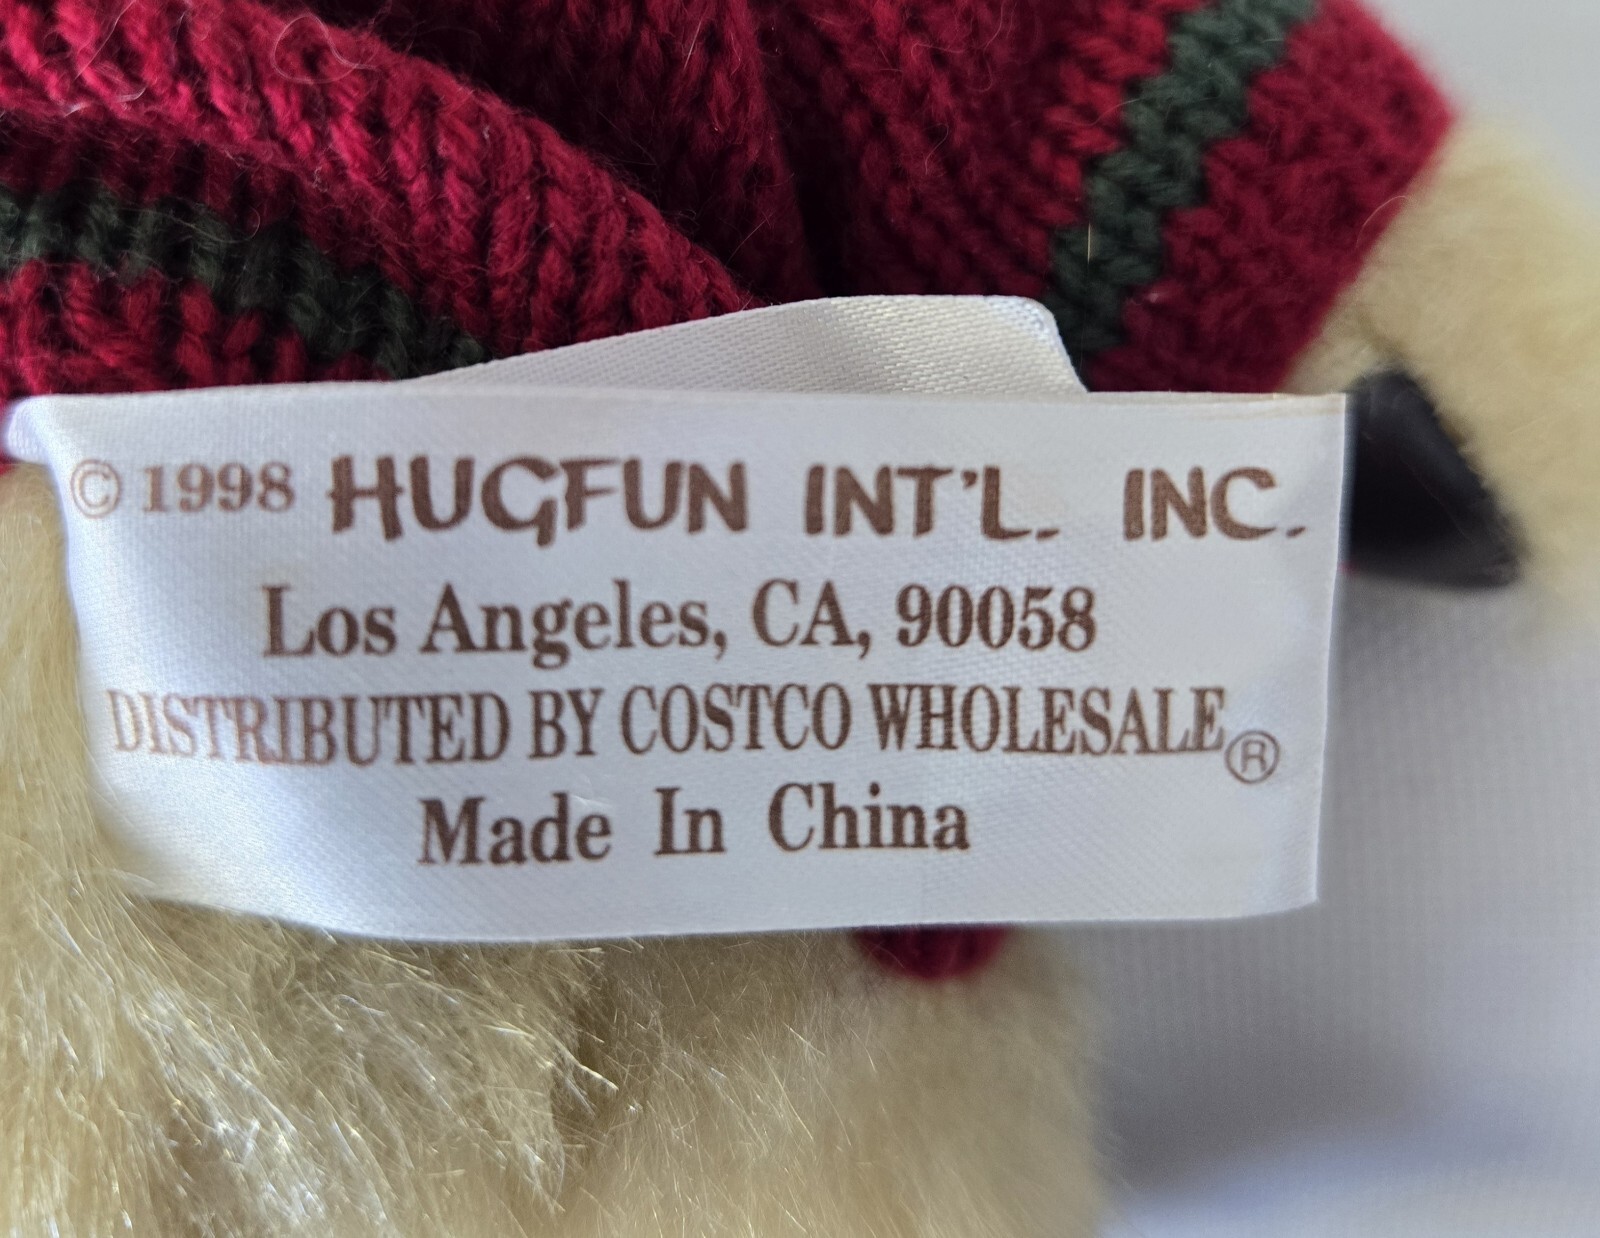 © 1998 HUGFUN INT'L. INC.
Los Angeles, CA, 90058
DISTRIBUTED BY COSTCO WHOLESALE®
Made In China